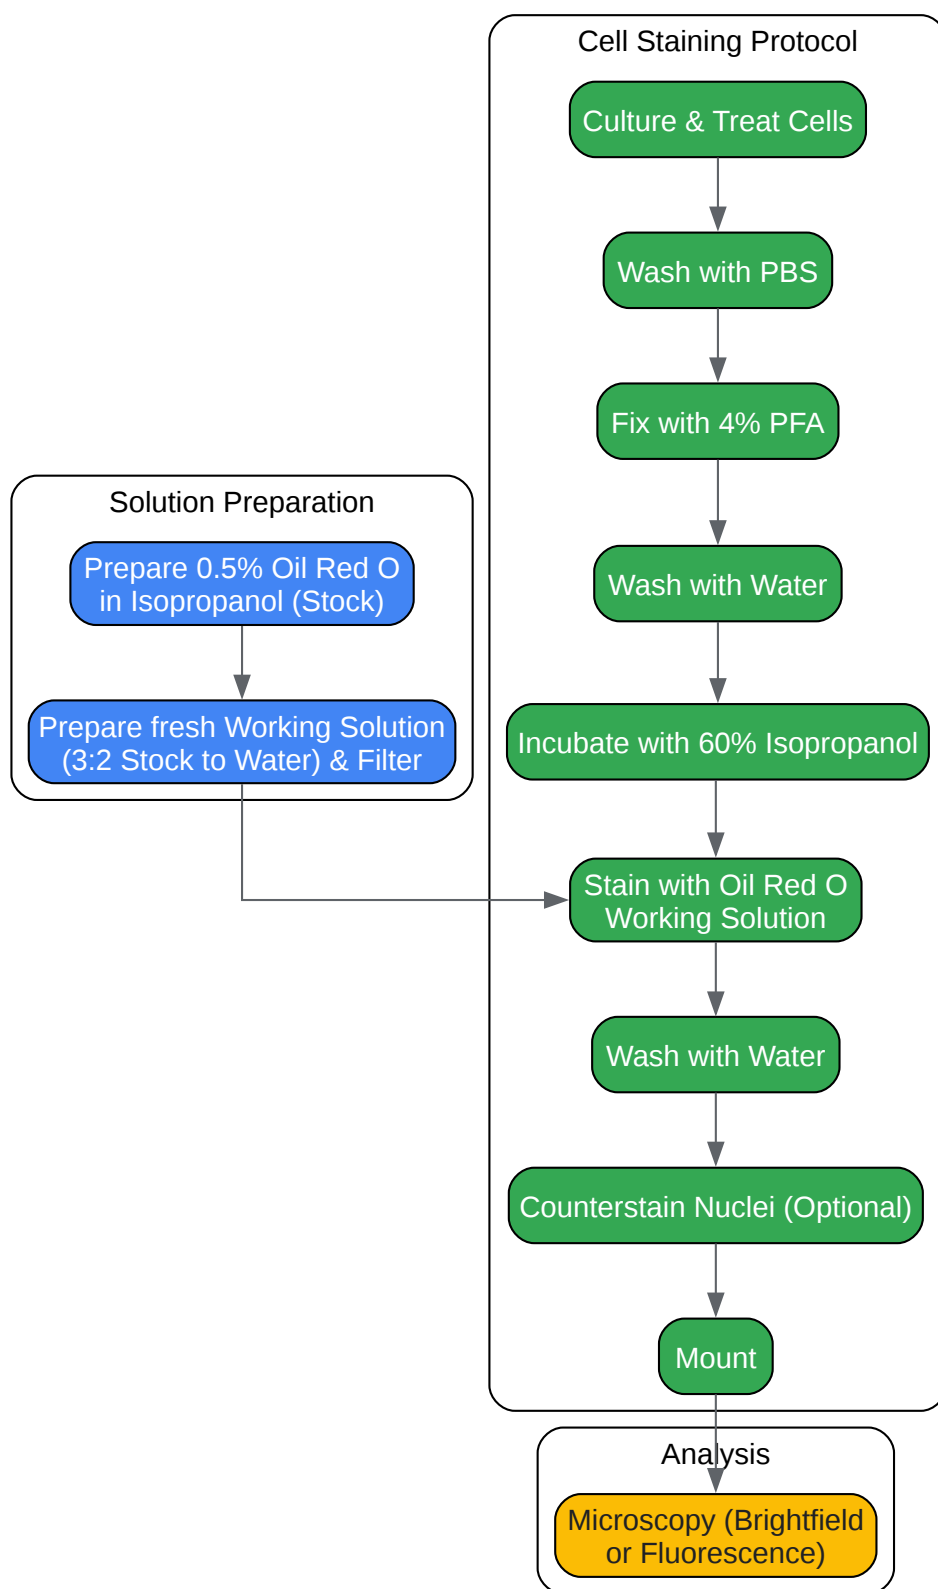 Cell Staining Protocol
Culture & Treat Cells
Wash with PBS
Fix with 4% PFA
Wash with Water
Incubate with 60% Isopropanol
Solution Preparation
Prepare 0.5% Oil Red O
in Isopropanol (Stock)
Prepare fresh Working Solution
(3:2 Stock to Water) & Filter
Stain with Oil Red O
Working Solution
Wash with Water
Counterstain Nuclei (Optional)
Mount
Analysis
Microscopy (Brightfield
or Fluorescence)